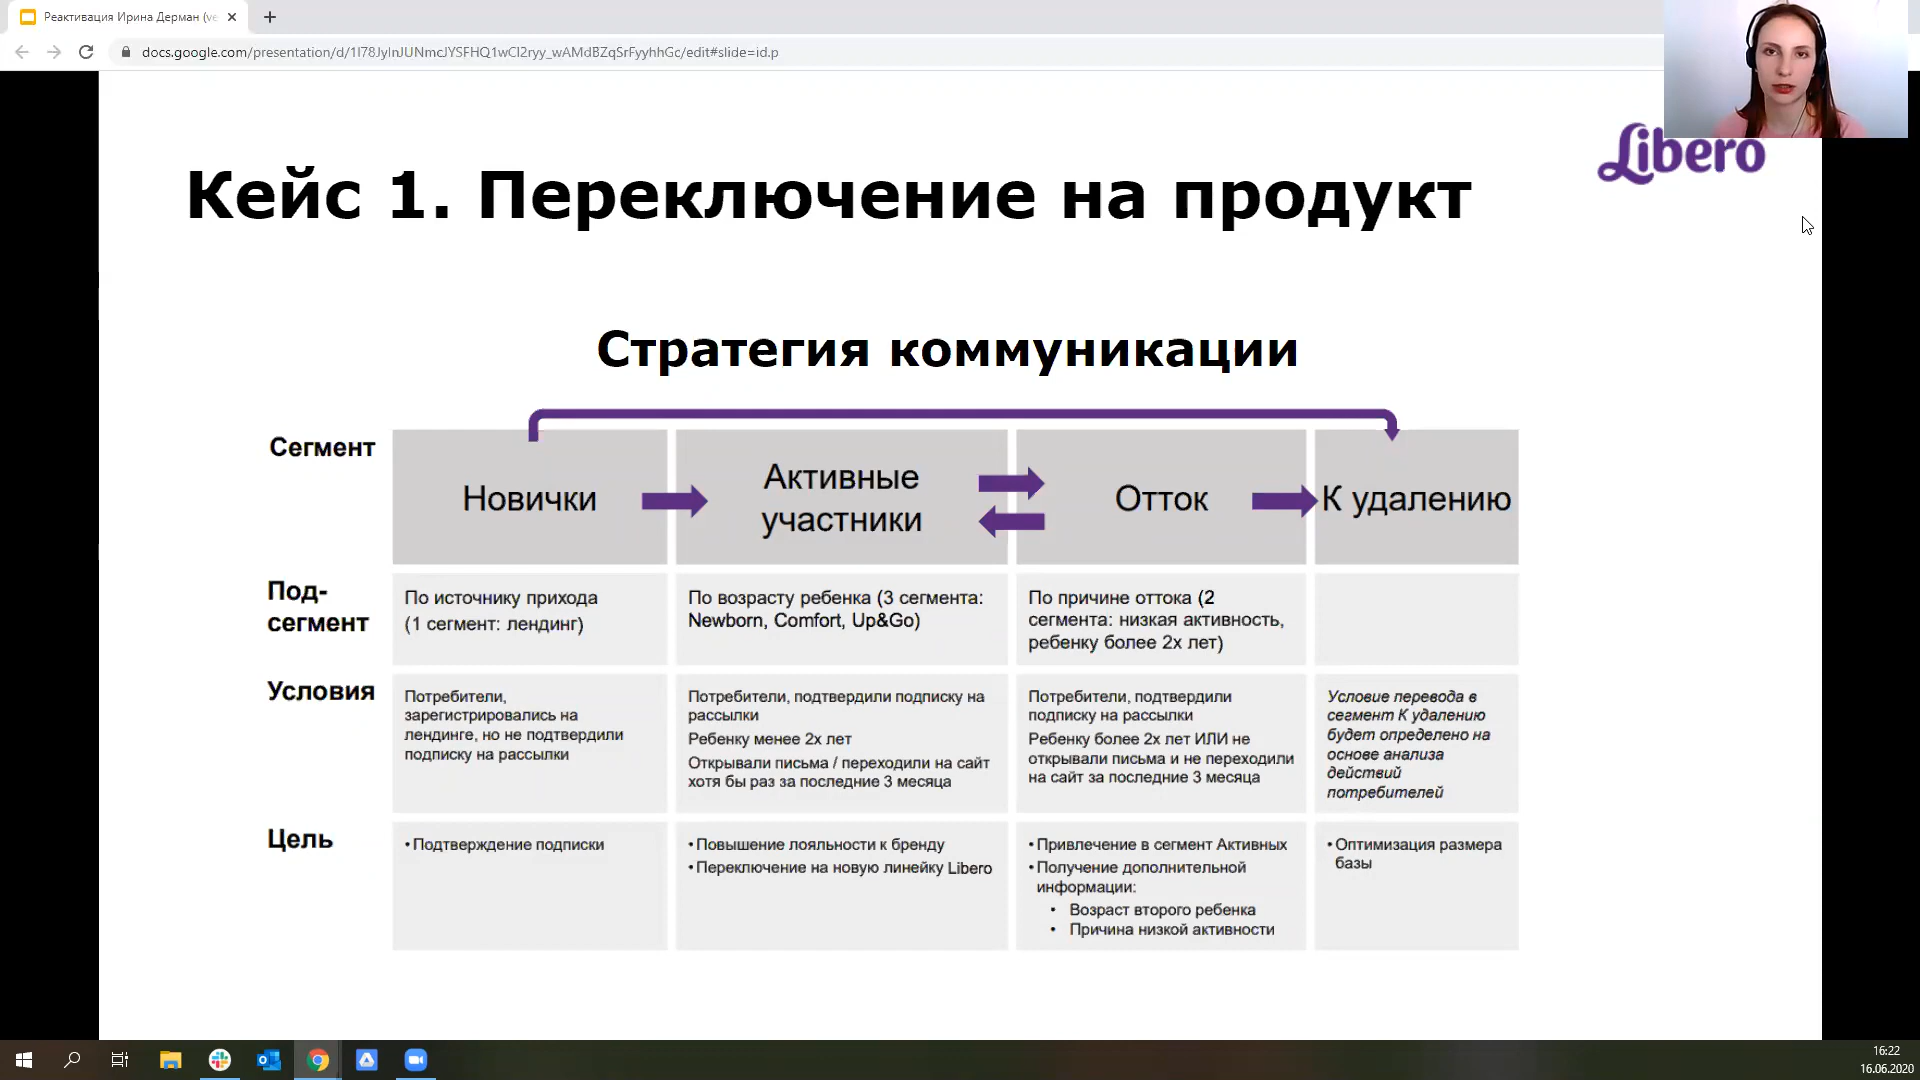 Реактивация Ирина Дерман (ve
docs.google.com/presentation/d/1I78JyInJUNmcJYSFHQ1wCI2ryy_wAMdBZqSrFyyhhGc/edit#slide=id.p
Libero
Кейс 1. Переключение на продукт
Стратегия коммуникации
Сегмент
Новички
Активные
участники
Отток
К удалению
Под-
сегмент
По источнику прихода
(1 сегмент: лендинг)
По возрасту ребенка (3 сегмента:
Newborn, Comfort, Up&Go)
По причине оттока (2
сегмента: низкая активность,
ребенку более 2х лет)
Условия
Потребители,
зарегистрировались на
лендинге, но не подтвердили
подписку на рассылки
Потребители, подтвердили подписку на
рассылки
Ребенку менее 2х лет
Открывали письма / переходили на сайт
хотя бы раз за последние 3 месяца
Потребители, подтвердили
подписку на рассылки
Ребенку более 2х лет ИЛИ не
открывали письма и не переходили
на сайт за последние 3 месяца
Условие перевода в
сегмент К удалению
будет определено на
основе анализа
действий
потребителей
Цель
• Подтверждение подписки
• Повышение лояльности к бренду
• Переключение на новую линейку Libero
• Привлечение в сегмент Активных
• Получение дополнительной
информации:
• Возраст второго ребенка
• Причина низкой активности
• Оптимизация размера
базы
16:22
16.06.2020